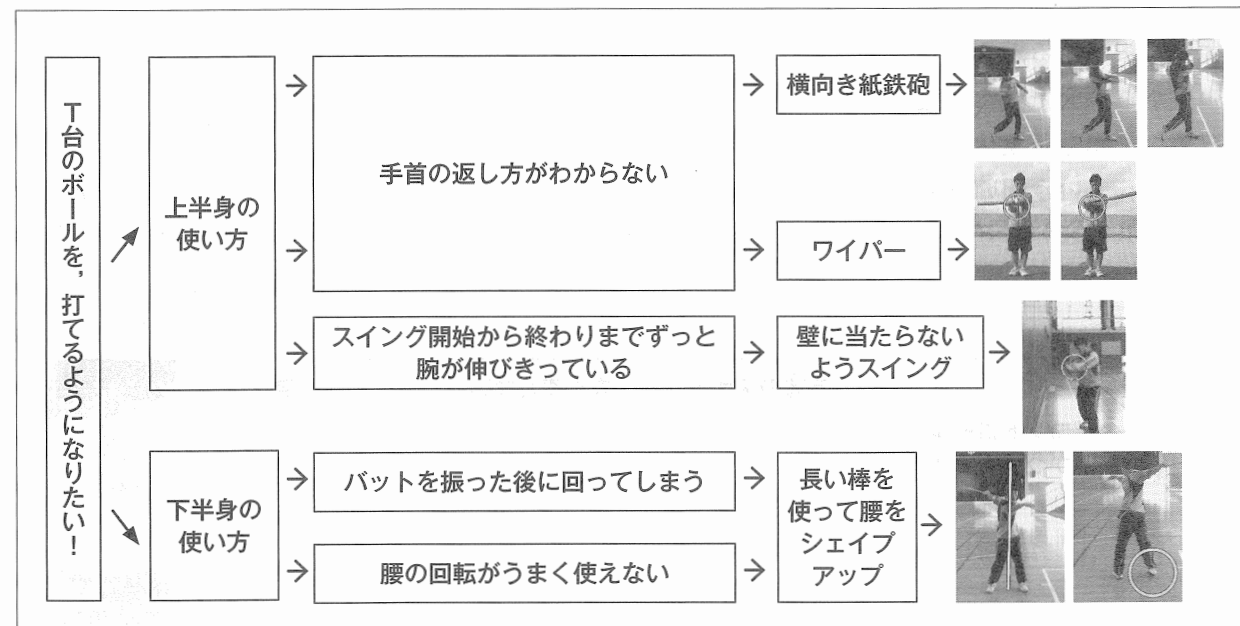 T台のボールを，打てるようになりたい！
上半身の
使い方
手首の返し方がわからない
横向き紙鉄砲
ワイパー
スイング開始から終わりまでずっと
腕が伸びきっている
壁に当たらない
ようスイング
下半身の
使い方
バットを振った後に回ってしまう
腰の回転がうまく使えない
長い棒を
使って腰を
シェイプ
アップ